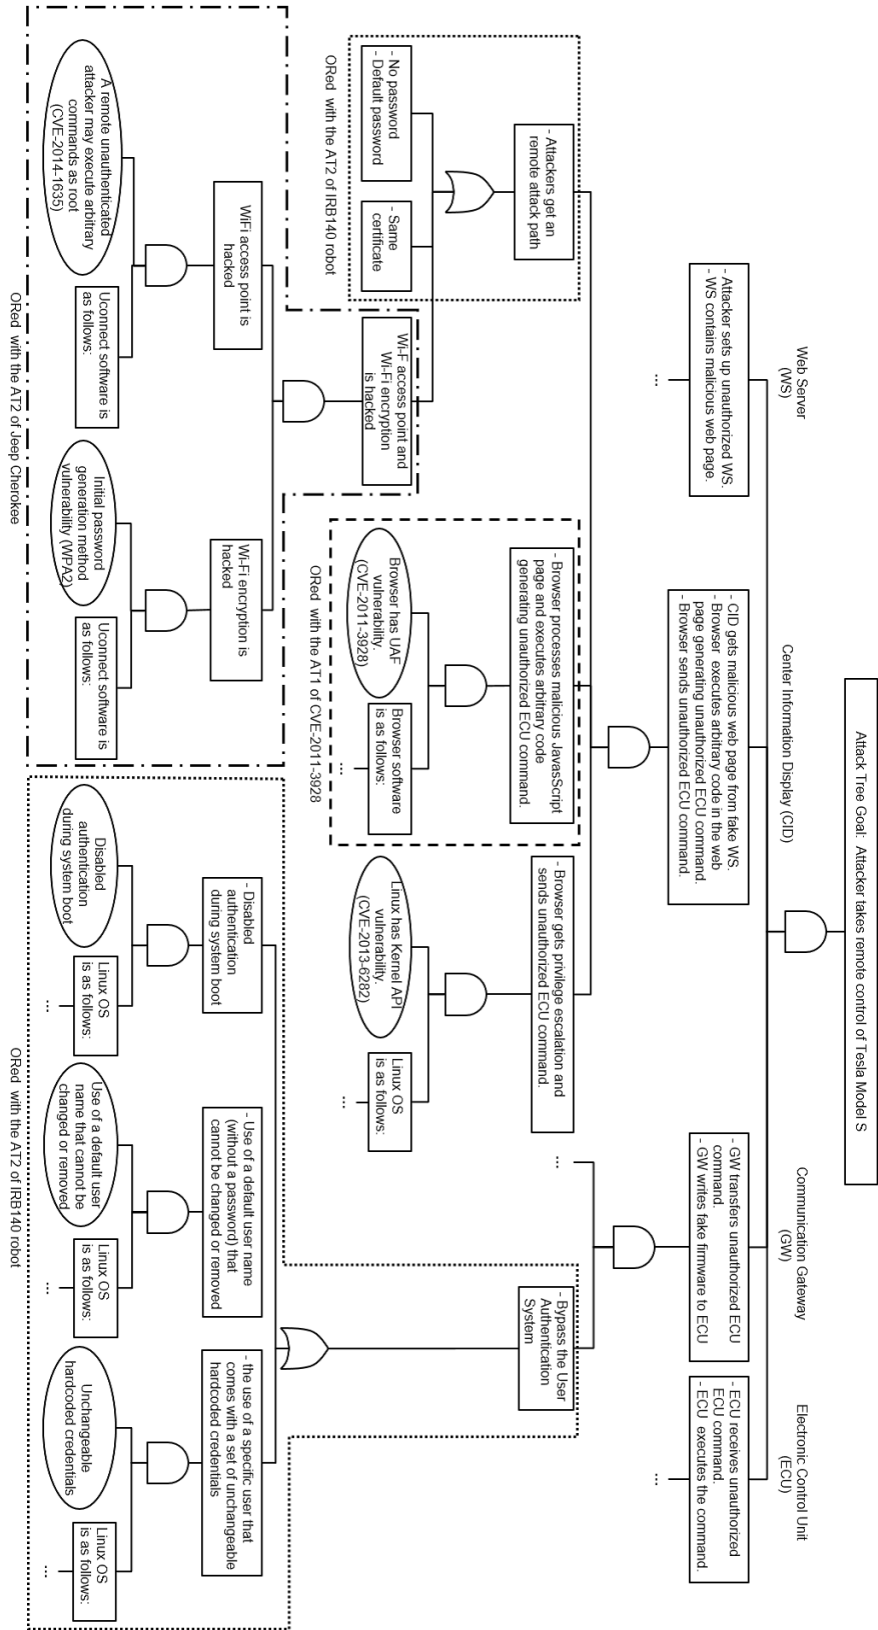 Attack Tree Goal: Attacker takes remote control of Tesla Model S
Web Server
(WS)
Center Information Display (CID)
Communication Gateway
(GW)
Electronic Control Unit
(ECU)
- Attacker sets up unauthorized WS.
- WS contains malicious web page.
...
- CID gets malicious web page from fake WS.
- Browser executes arbitrary code in the web
page generating unauthorized ECU command.
- Browser sends unauthorized ECU command.
- GW transfers unauthorized ECU
command.
- GW writes fake firmware to ECU
- ECU receives unauthorized
ECU command.
- ECU executes the command.
...
- Attackers get an
remote attack path
- No password
- Default password
- Same
certificate
ORed with the AT2 of IRB140 robot
Wi-F access point and
Wi-Fi encryption
is hacked
- Browser processes malicious JavasScript
page and executes arbitrary code
generating unauthorized ECU command.
Browser has UAF
vulnerability.
(CVE-2011-3928)
Browser software
is as follows:
...
ORed with the AT1 of CVE-2011-3928
- Browser gets privilege escalation and
sends unauthorized ECU command.
Linux has Kernel API
vulnerability.
(CVE-2013-6282)
Linux OS
is as follows:
...
...
- Bypass the User
Authentication
System
WiFi access point is
hacked
A remote unauthenticated
attacker may execute arbitrary
commands as root
(CVE-2014-1635)
Uconnect software is
as follows:
Wi-Fi encryption is
hacked
Initial password
generation method
vulnerability (WPA2)
Uconnect software is
as follows:
ORed with the AT2 of Jeep Cherokee
- Disabled
authentication
during system boot
Disabled
authentication
during system boot
Linux OS
is as follows:
...
- Use of a default user name
(without a password) that
cannot be changed or removed
Use of a default user
name that cannot be
changed or removed
Linux OS
is as follows:
...
- the use of a specific user that
comes with a set of unchangeable
hardcoded credentials
Unchangeable
hardcoded credentials
Linux OS
is as follows:
...
ORed with the AT2 of IRB140 robot